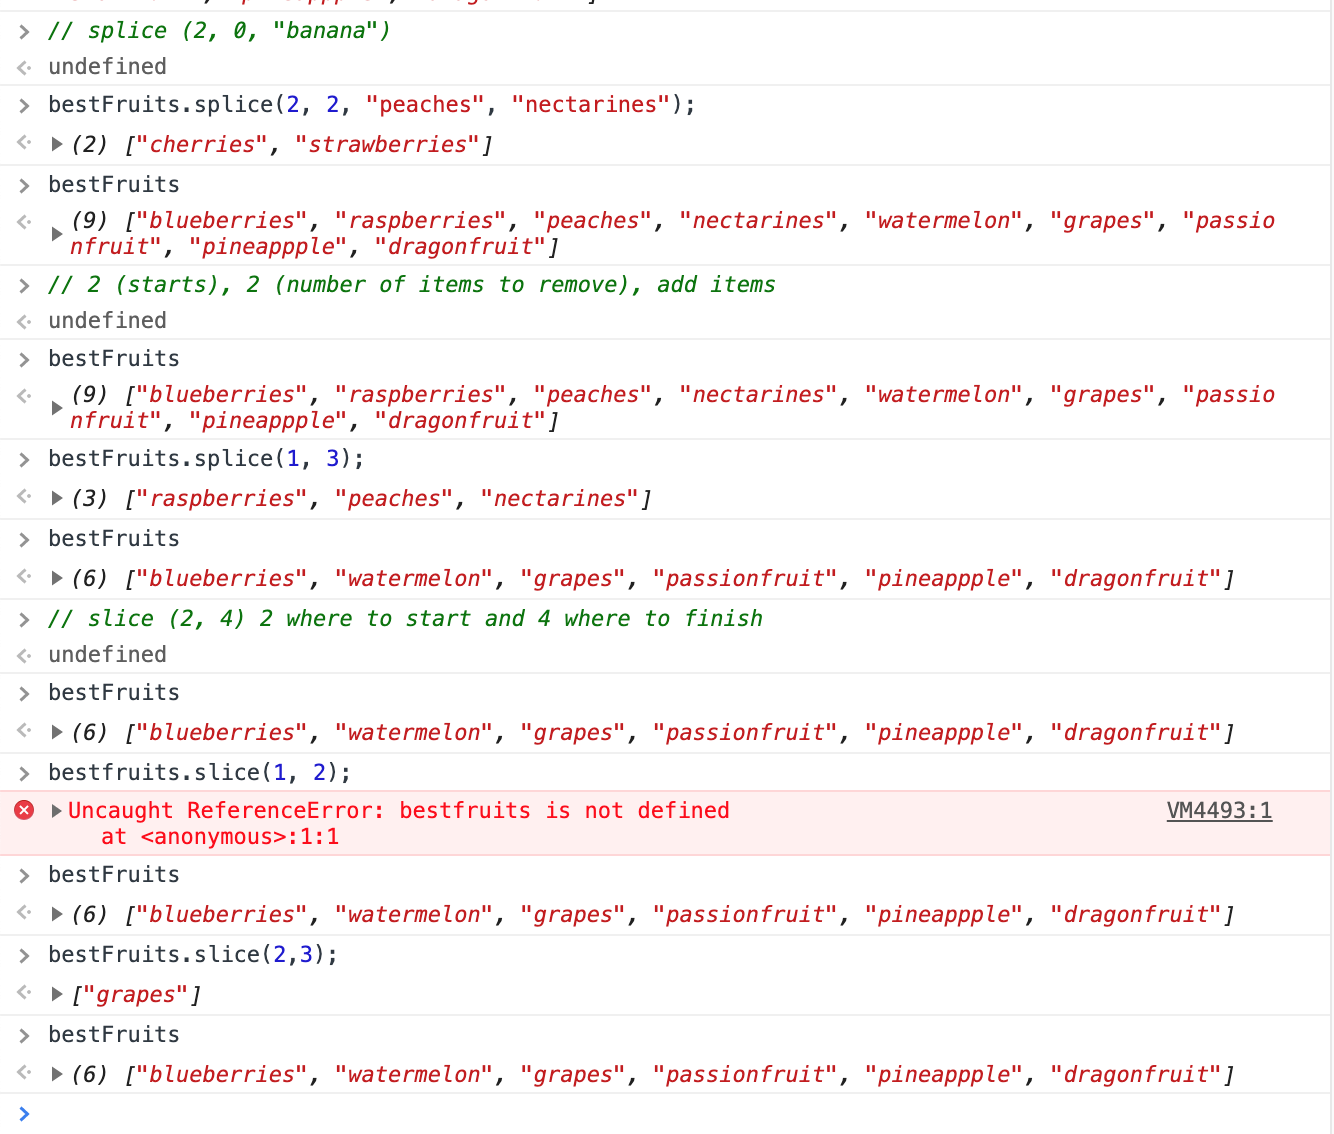 // splice (2, 0, "banana")
undefined
bestFruits.splice(2, 2, "peaches", "nectarines");
(2) ["cherries", "strawberries"]
bestFruits
(9) ["blueberries", "raspberries", "peaches", "nectarines", "watermelon", "grapes", "passio
nfruit", "pineappple", "dragonfruit"]
// 2 (starts), 2 (number of items to remove), add items
undefined
bestFruits
(9) ["blueberries", "raspberries", "peaches", "nectarines", "watermelon", "grapes", "passio
nfruit", "pineappple", "dragonfruit"]
bestFruits.splice(1, 3);
(3) ["raspberries", "peaches", "nectarines"]
bestFruits
(6) ["blueberries", "watermelon", "grapes", "passionfruit", "pineappple", "dragonfruit"]
// slice (2, 4) 2 where to start and 4 where to finish
undefined
bestFruits
(6) ["blueberries", "watermelon", "grapes", "passionfruit", "pineappple", "dragonfruit"]
bestfruits.slice(1, 2);
Uncaught ReferenceError: bestfruits is not defined VM4493:1
at <anonymous>:1:1
bestFruits
(6) ["blueberries", "watermelon", "grapes", "passionfruit", "pineappple", "dragonfruit"]
bestFruits.slice(2,3);
["grapes"]
bestFruits
(6) ["blueberries", "watermelon", "grapes", "passionfruit", "pineappple", "dragonfruit"]